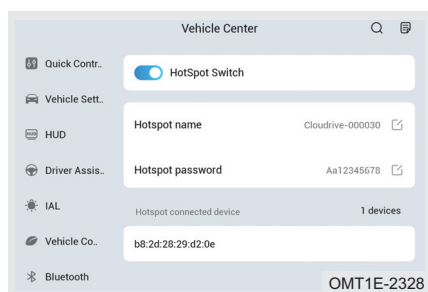 Vehicle Center
Quick Contr..
HotSpot Switch
Vehicle Sett..
HUD
HUD
Hotspot name
Cloudrive-000030
Driver Assis..
Hotspot password
Aa12345678
IAL
Hotspot connected device
1 devices
Vehicle Co..
b8:2d:28:29:d2:0e
Bluetooth
OMT1E-2328